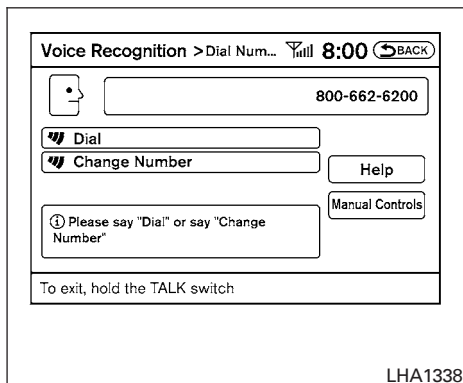 Voice Recognition > Dial Num... 8:00 BACK
800-662-6200
Dial
Change Number
Help
Manual Controls
Please say "Dial" or say "Change
Number"
To exit, hold the TALK switch
LHA1338